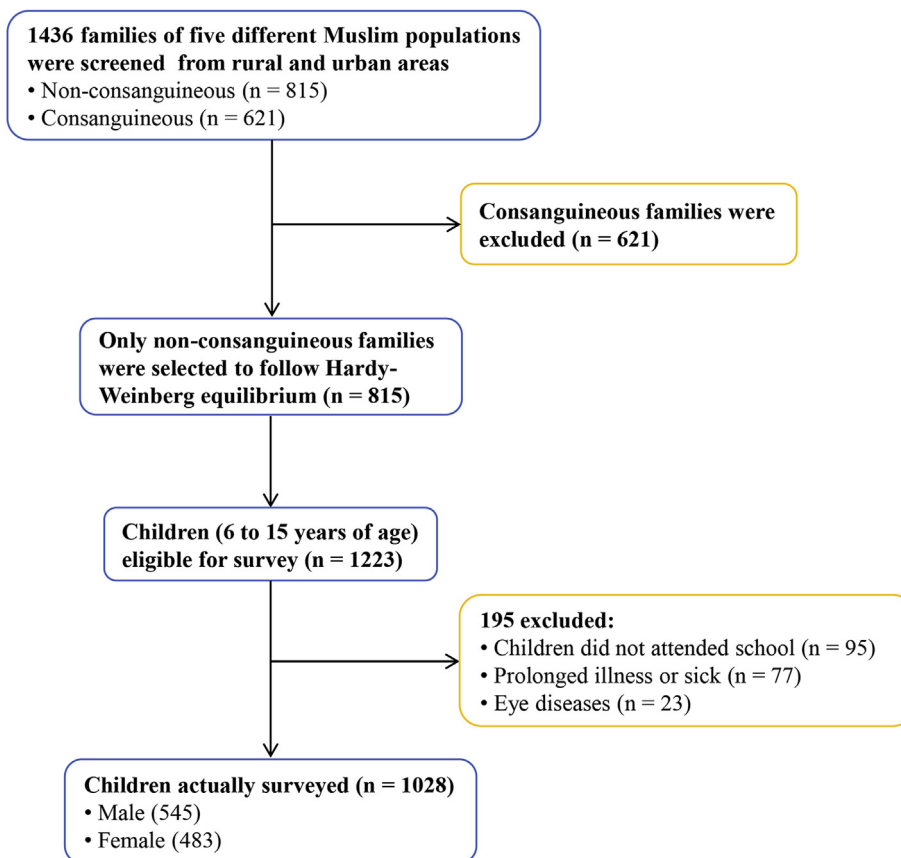 1436 families of five different Muslim populations
were screened from rural and urban areas
• Non-consanguineous (n = 815)
• Consanguineous (n = 621)
Consanguineous families were
excluded (n = 621)
Only non-consanguineous families
were selected to follow Hardy-
Weinberg equilibrium (n = 815)
Children (6 to 15 years of age)
eligible for survey (n = 1223)
195 excluded:
• Children did not attended school (n = 95)
• Prolonged illness or sick (n = 77)
• Eye diseases (n = 23)
Children actually surveyed (n = 1028)
• Male (545)
• Female (483)